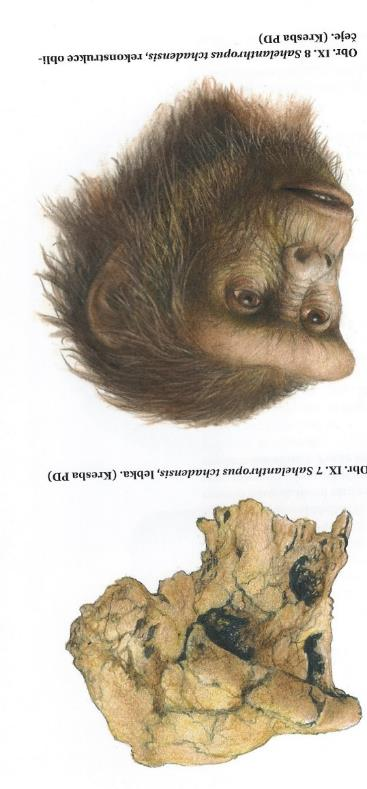 Obr. IX. 7 Sahelanthropus tchadensis, lebka. (Kresba PD)
Obr. IX. 8 Sahelanthropus tchadensis, rekonstrukce obli-
čeje. (Kresba PD)